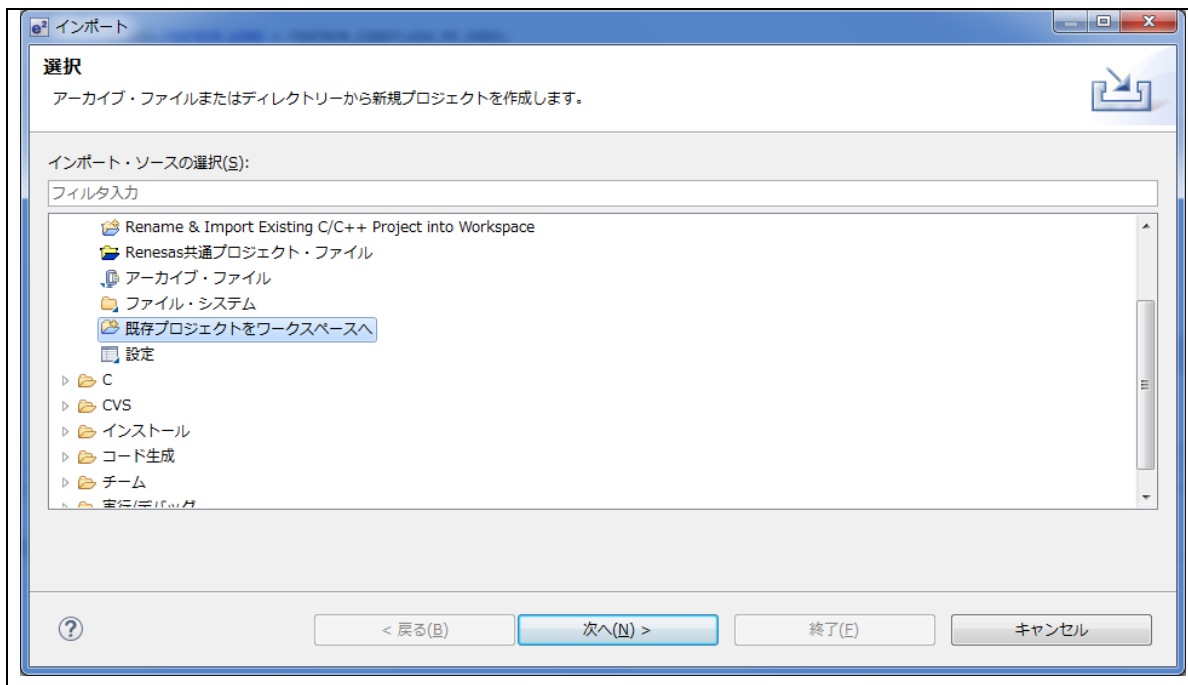 e² インポート
選択
アーカイブ・ファイルまたはディレクトリーから新規プロジェクトを作成します。
インポート・ソースの選択(S):
フィルタ入力
Rename & Import Existing C/C++ Project into Workspace
Renesas共通プロジェクト・ファイル
アーカイブ・ファイル
ファイル・システム
既存プロジェクトをワークスペースへ
設定
C
CVS
インストール
コード生成
チーム
実行/デバッグ
< 戻る(B) 次へ(N) > 終了(F) キャンセル